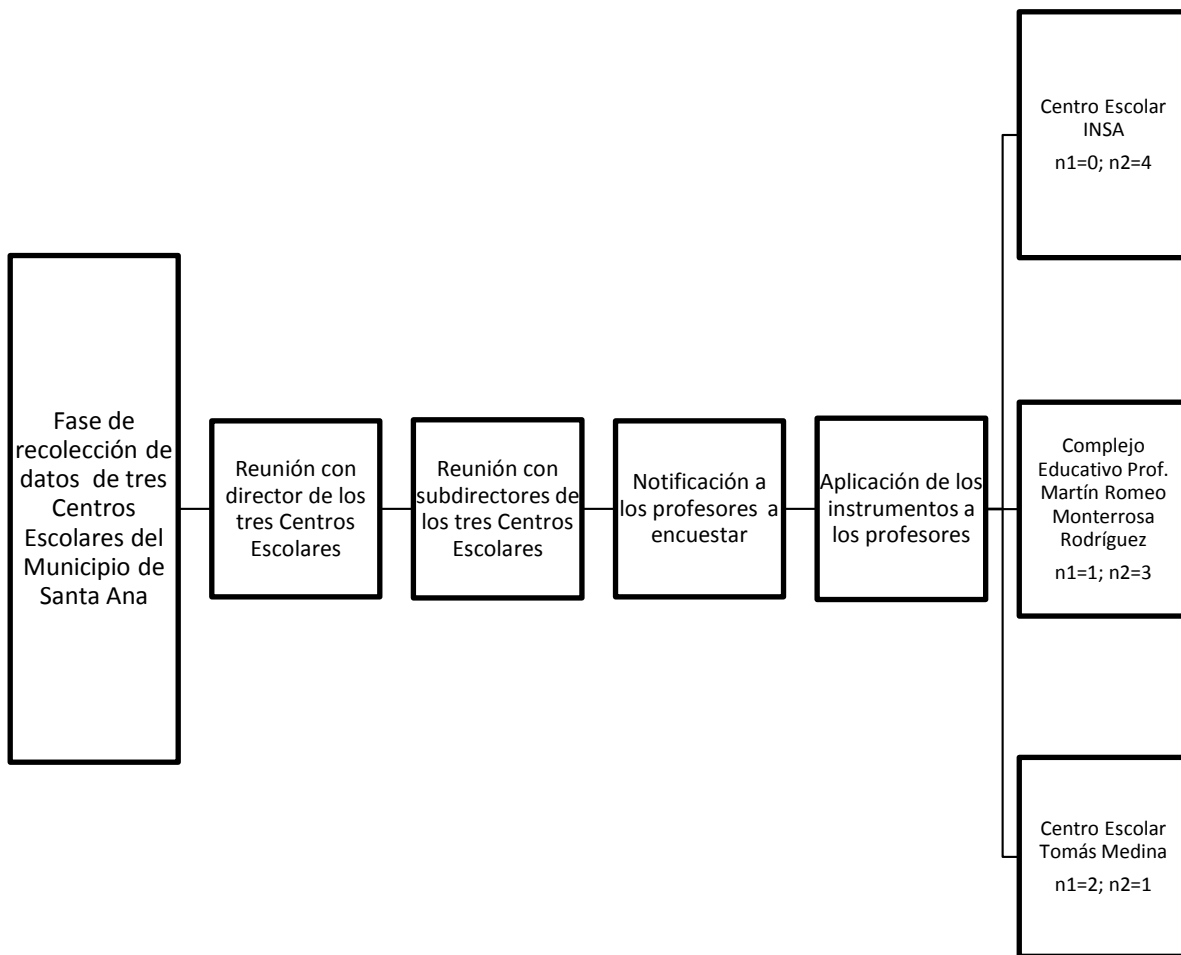 Fase de
recolección de
datos de tres
Centros
Escolares del
Municipio de
Santa Ana
Reunión con
director de los
tres Centros
Escolares
Reunión con
subdirectores de
los tres Centros
Escolares
Notificación a
los profesores a
encuestar
Aplicación de los
instrumentos a
los profesores
Centro Escolar
INSA
n1=0; n2=4
Complejo
Educativo Prof.
Martín Romeo
Monterrosa
Rodríguez
n1=1; n2=3
Centro Escolar
Tomás Medina
n1=2; n2=1